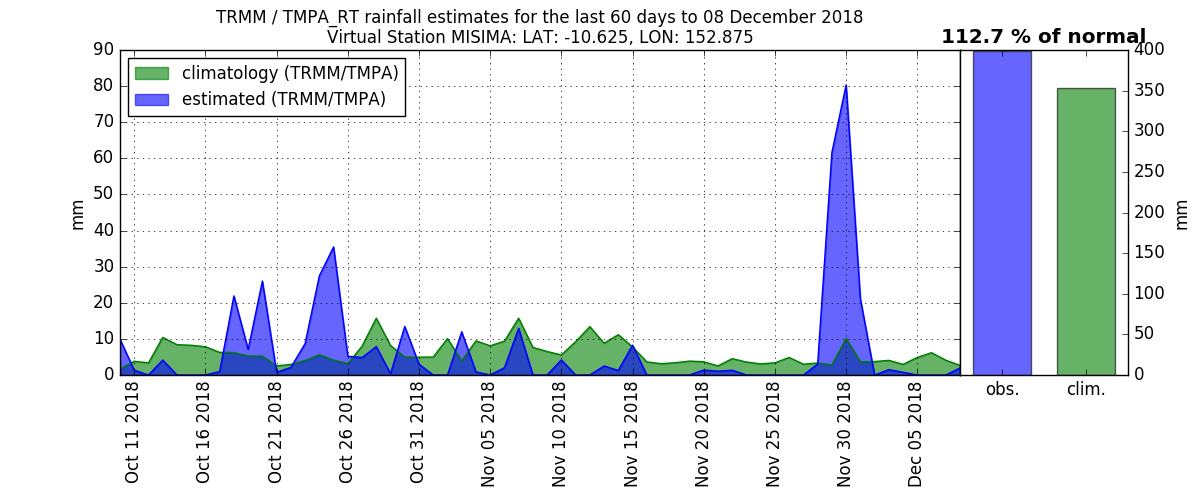 TRMM / TMPA_RT rainfall estimates for the last 60 days to 08 December 2018
Virtual Station MISIMA: LAT: -10.625, LON: 152.875
112.7 % of normal
climatology (TRMM/TMPA)
estimated (TRMM/TMPA)
mm
90
80
70
60
50
40
30
20
10
0
Oct 11 2018
Oct 16 2018
Oct 21 2018
Oct 26 2018
Oct 31 2018
Nov 05 2018
Nov 10 2018
Nov 15 2018
Nov 20 2018
Nov 25 2018
Nov 30 2018
Dec 05 2018
obs.
clim.
400
350
300
250
200
150
100
50
0
mm